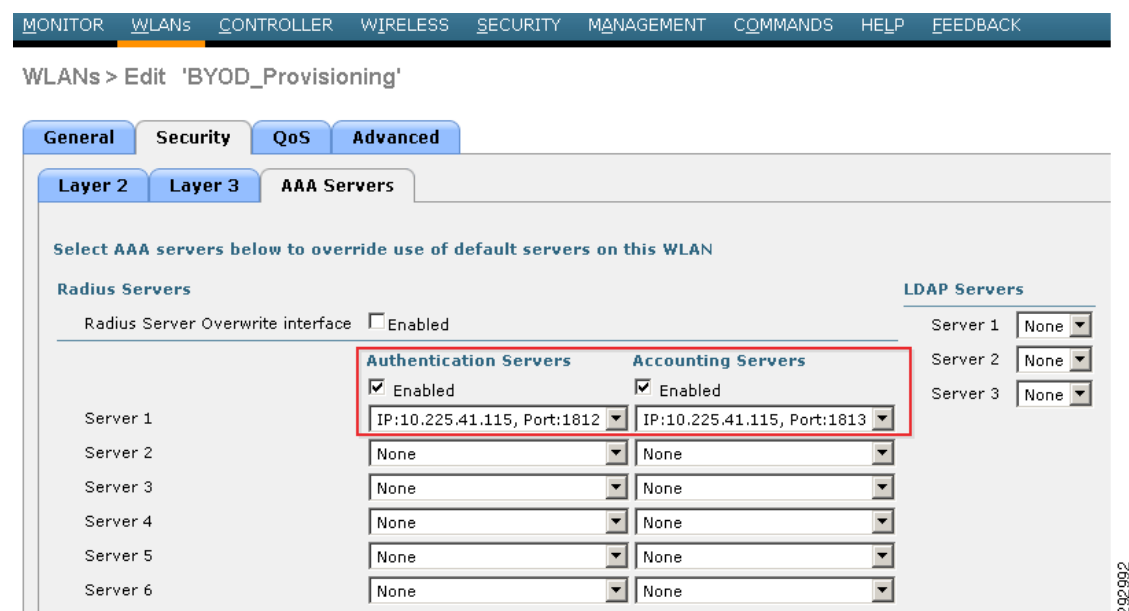 MONITOR WLANs CONTROLLER WIRELESS SECURITY MANAGEMENT COMMANDS HELP FEEDBACK
WLANs > Edit 'BYOD_Provisioning'
General Security QoS Advanced
Layer 2 Layer 3 AAA Servers
Select AAA servers below to override use of default servers on this WLAN
Radius Servers
LDAP Servers
Radius Server Overwrite interface Enabled
Server 1 None
Authentication Servers Accounting Servers
Server 2 None
Enabled Enabled
Server 3 None
Server 1 IP:10.225.41.115, Port:1812 IP:10.225.41.115, Port:1813
Server 2 None None
Server 3 None None
Server 4 None None
Server 5 None None
Server 6 None None
292992